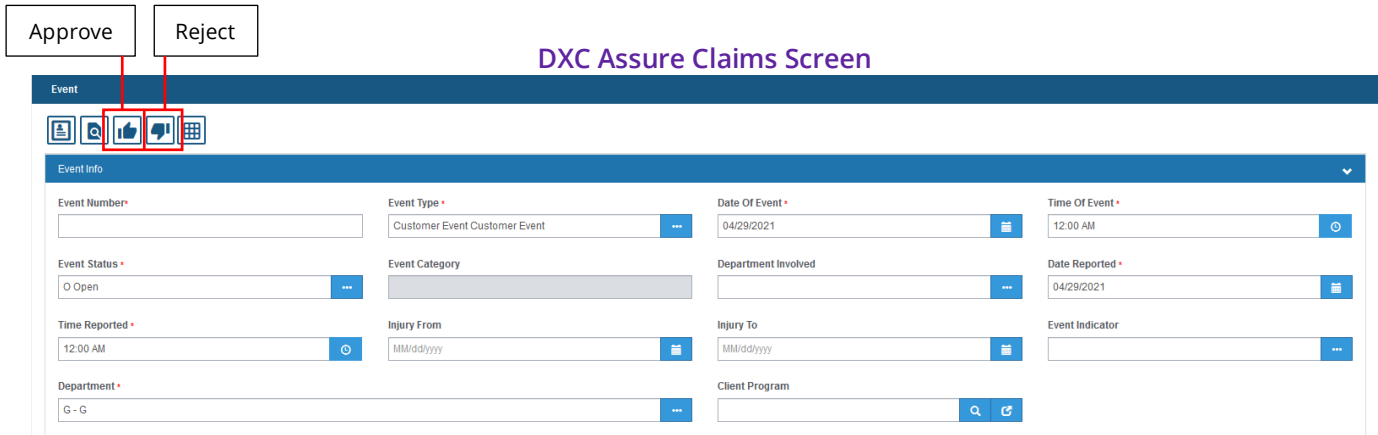 Approve
Reject
DXC Assure Claims Screen
Event
Event Info
Event Number*
Event Type *
Date Of Event *
Time Of Event *
Customer Event Customer Event
04/29/2021
12:00 AM
Event Status *
Event Category
Department Involved
Date Reported *
O Open
04/29/2021
Time Reported *
Injury From
Injury To
Event Indicator
12:00 AM
MM/dd/yyyy
MM/dd/yyyy
Department *
Client Program
G - G